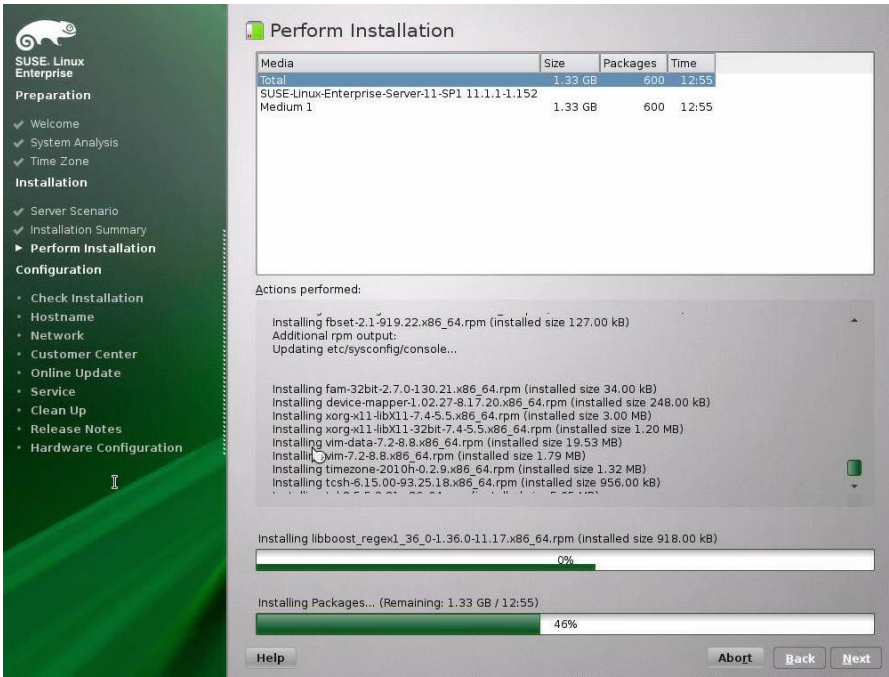 SUSE. Linux
Enterprise
Preparation
Welcome
System Analysis
Time Zone
Installation
Server Scenario
Installation Summary
Perform Installation
Configuration
Check Installation
Hostname
Network
Customer Center
Online Update
Service
Clean Up
Release Notes
Hardware Configuration
Perform Installation
Media Size Packages Time
Total 1.33 GB 600 12:55
SUSE-Linux-Enterprise-Server-11-SP1 11.1.1-1.152
Medium 1 1.33 GB 600 12:55
Actions performed:
Installing fbset-2.1-919.22.x86_64.rpm (installed size 127.00 kB)
Additional rpm output:
Updating etc/sysconfig/console...
Installing fam-32bit-2.7.0-130.21.x86_64.rpm (installed size 34.00 kB)
Installing device-mapper-1.02.27-8.17.20.x86_64.rpm (installed size 248.00 kB)
Installing xorg-x11-libX11-7.4-5.5.x86_64.rpm (installed size 3.00 MB)
Installing xorg-x11-libX11-32bit-7.4-5.5.x86_64.rpm (installed size 1.20 MB)
Installing vim-data-7.2-8.8.x86_64.rpm (installed size 19.53 MB)
Installing vim-7.2-8.8.x86_64.rpm (installed size 1.79 MB)
Installing timezone-2010h-0.2.9.x86_64.rpm (installed size 1.32 MB)
Installing tcsh-6.15.00-93.25.18.x86_64.rpm (installed size 956.00 kB)
Installing libboost_regex1_36_0-1.36.0-11.17.x86_64.rpm (installed size 918.00 kB)
0%
Installing Packages... (Remaining: 1.33 GB / 12:55)
46%
Help Abort Back Next